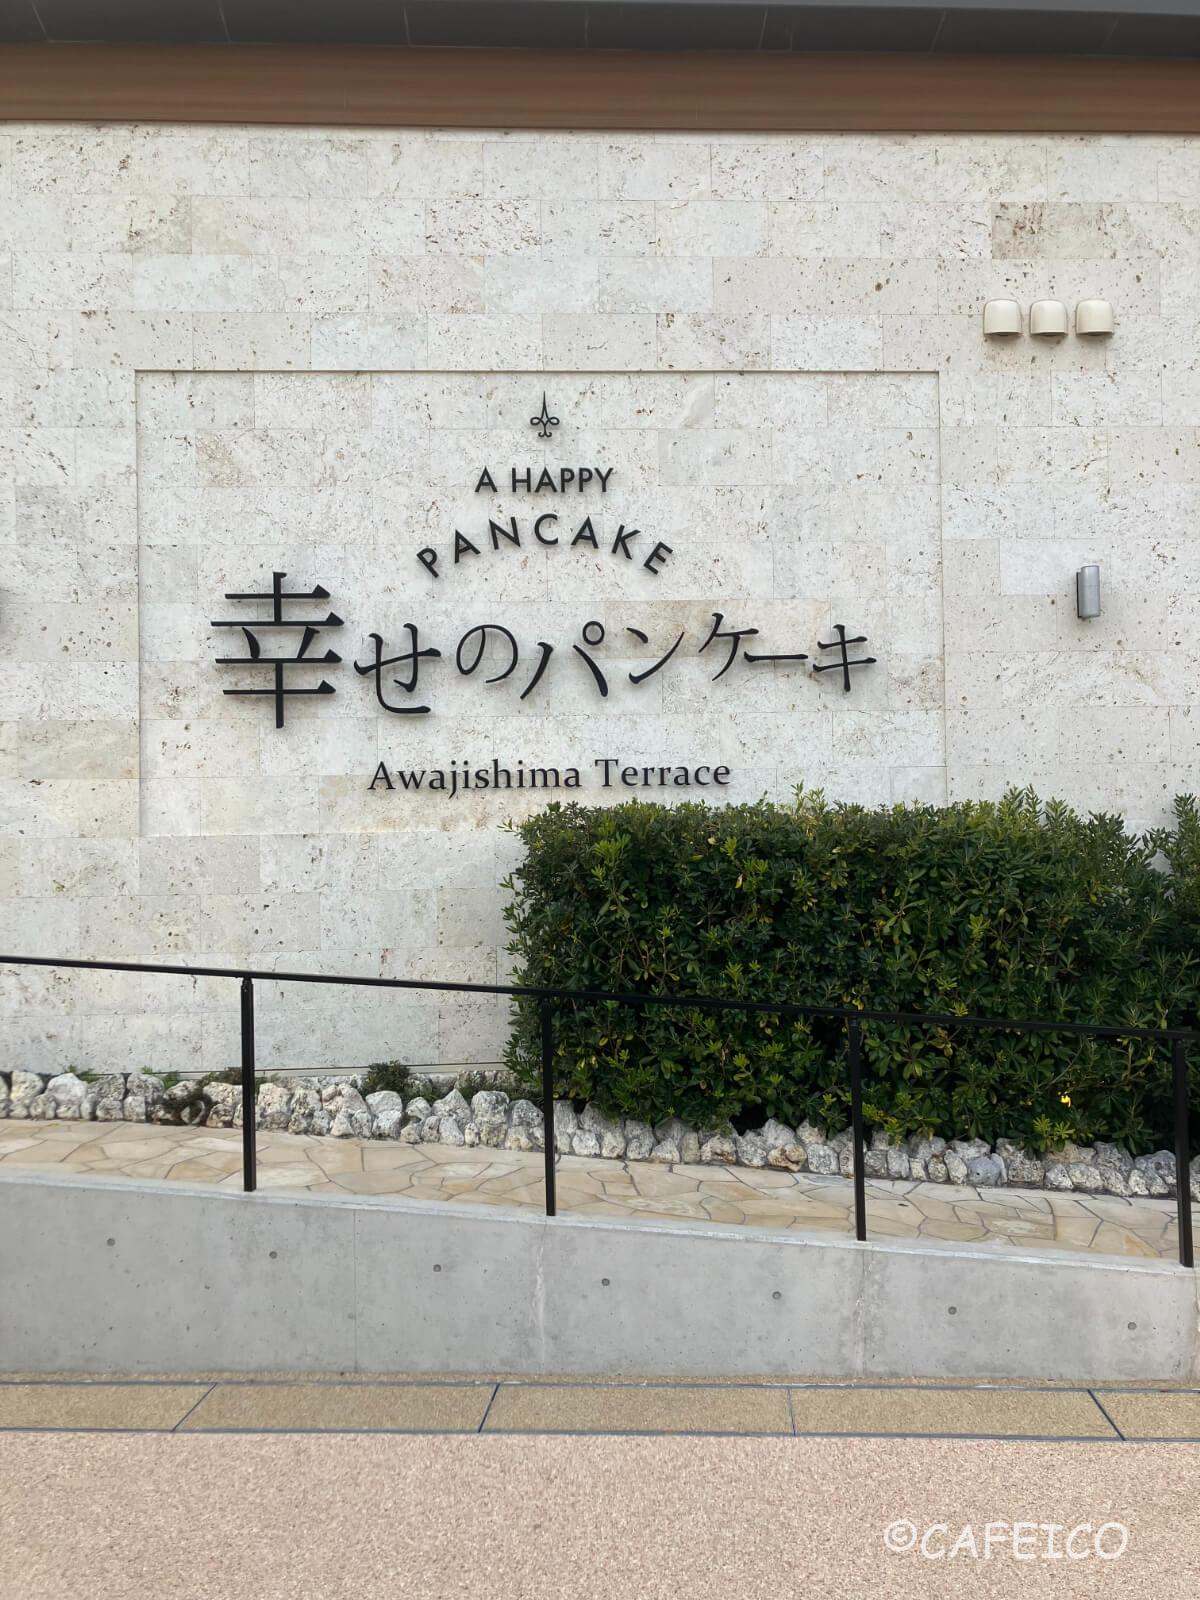 A HAPPY
PANCAKE
幸せのパンケーキ
Awajishima Terrace
©CAFEICO